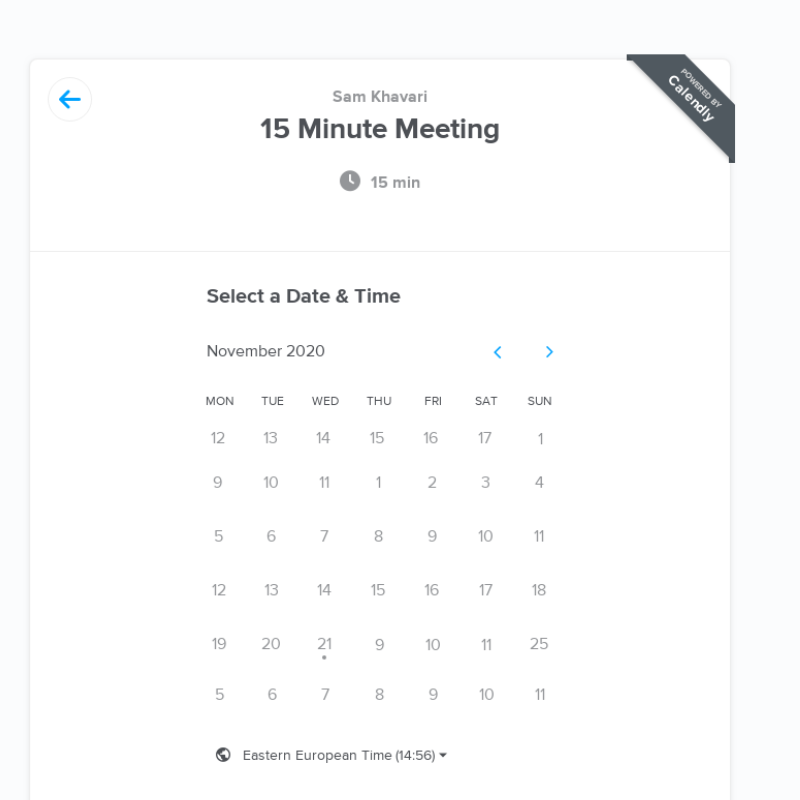 POWERED BY
Calendly
Sam Khavari
15 Minute Meeting
15 min
Select a Date & Time
November 2020
MON TUE WED THU FRI SAT SUN
12 13 14 15 16 17 1
9 10 11 1 2 3 4
5 6 7 8 9 10 11
12 13 14 15 16 17 18
19 20 21 9 10 11 25
5 6 7 8 9 10 11
Eastern European Time (14:56)